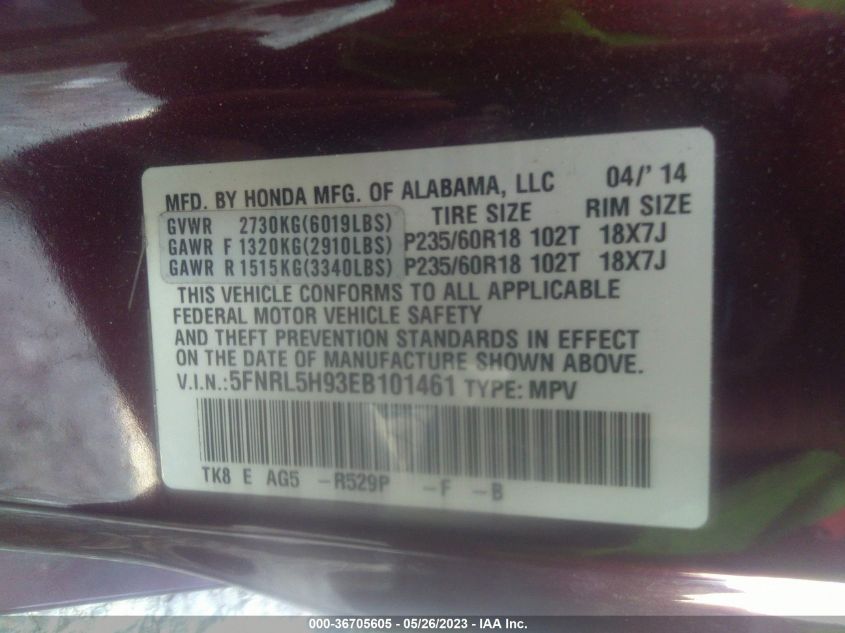 MFD. BY HONDA MFG. OF ALABAMA, LLC 04/'14
GVWR 2730KG(6019LBS) TIRE SIZE RIM SIZE
GAWR F 1320KG(2910LBS) P235/60R18 102T 18X7J
GAWR R 1515KG(3340LBS) P235/60R18 102T 18X7J
THIS VEHICLE CONFORMS TO ALL APPLICABLE
FEDERAL MOTOR VEHICLE SAFETY
AND THEFT PREVENTION STANDARDS IN EFFECT
ON THE DATE OF MANUFACTURE SHOWN ABOVE.
V.I.N.: 5FNRL5H93EB101461 TYPE: MPV
TK8 E AG5 -R529P -F -B
000-36705605 - 05/26/2023 - IAA Inc.